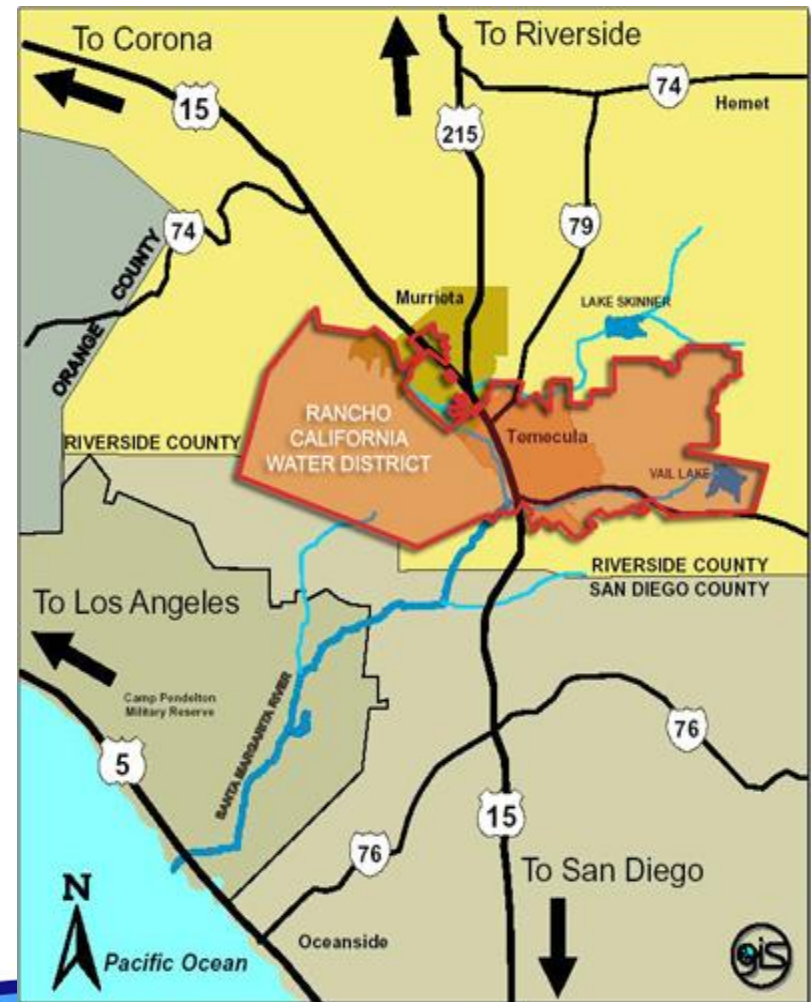 To Corona
To Riverside
15
74
Hemet
215
74
79
ORANGE COUNTY
Murrieta
LAKE SKINNER
RANCHO
CALIFORNIA
WATER DISTRICT
Temecula
RIVERSIDE COUNTY
VAIL LAKE
RIVERSIDE COUNTY
SAN DIEGO COUNTY
To Los Angeles
Camp Pendelton
Military Reserve
SANTA MARGARITA RIVER
5
76
15
76
To San Diego
N
Oceanside
Pacific Ocean
gis